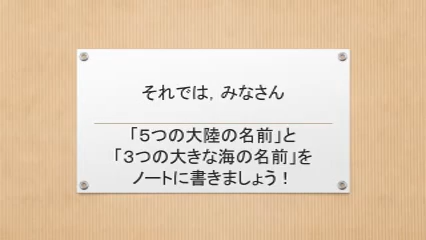 それでは，みなさん
「５つの大陸の名前」と
「３つの大きな海の名前」を
ノートに書きましょう！